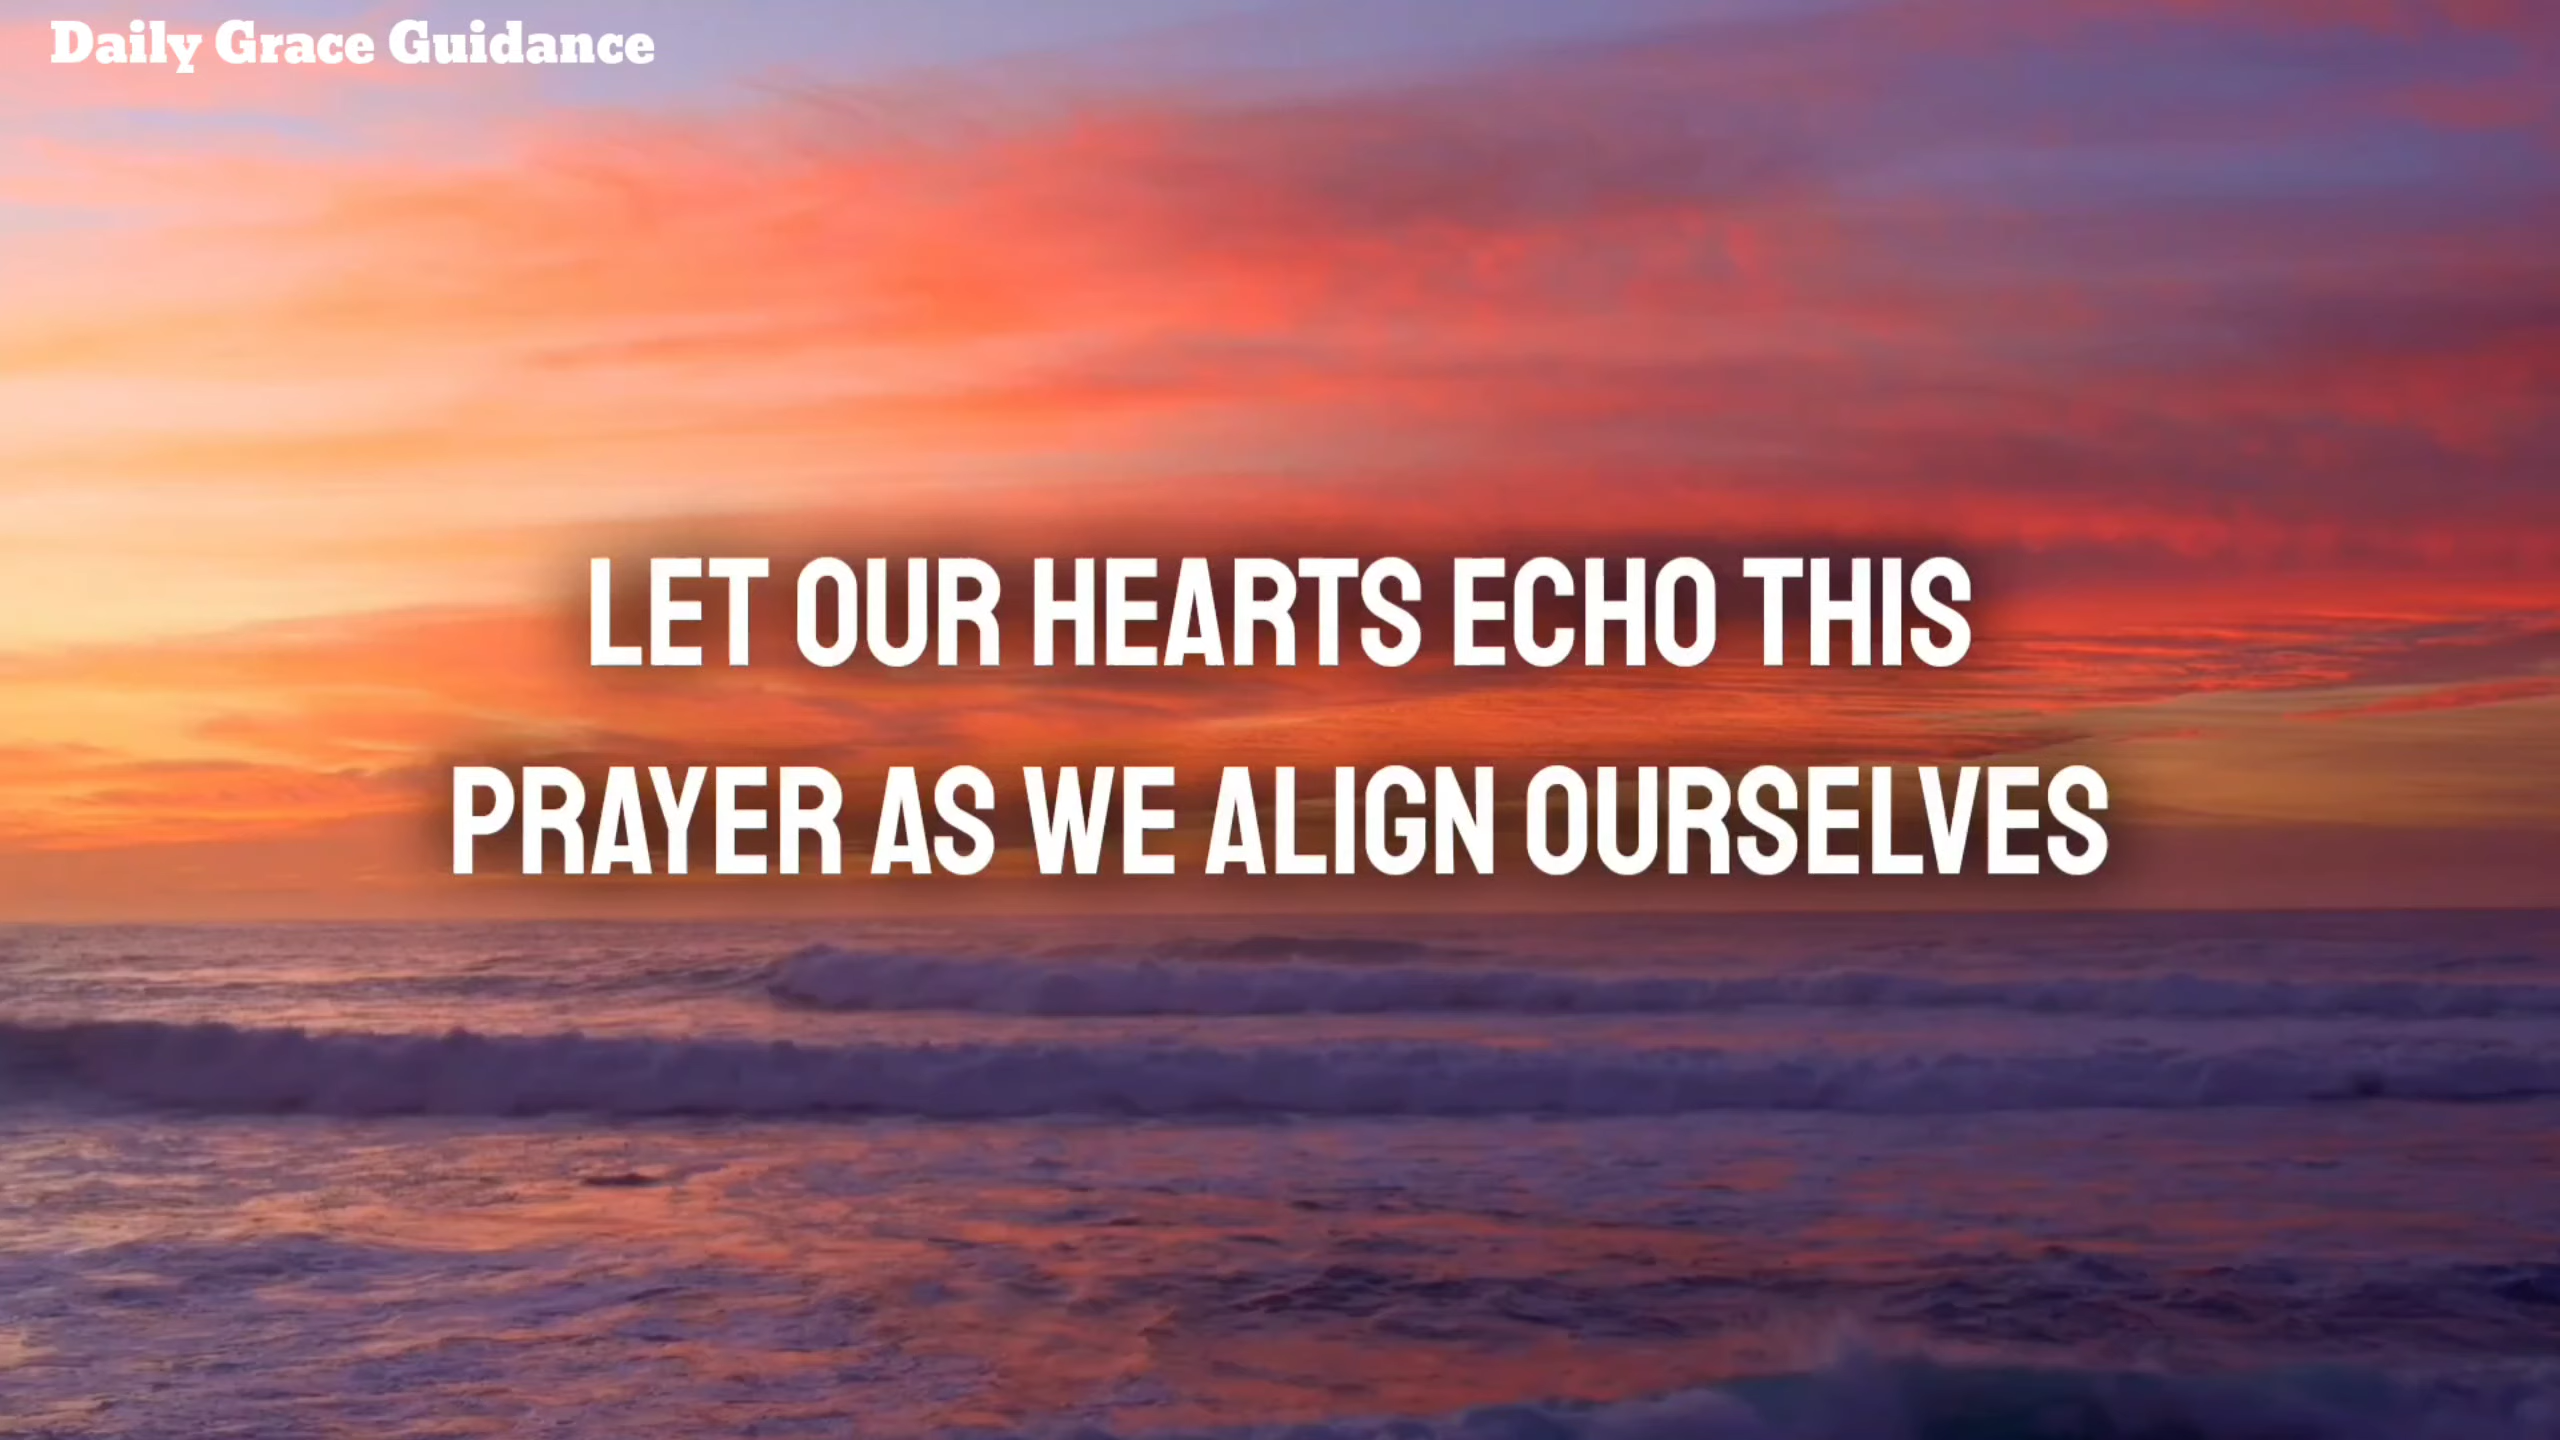 Daily Grace Guidance
LET OUR HEARTS ECHO THIS
PRAYER AS WE ALIGN OURSELVES